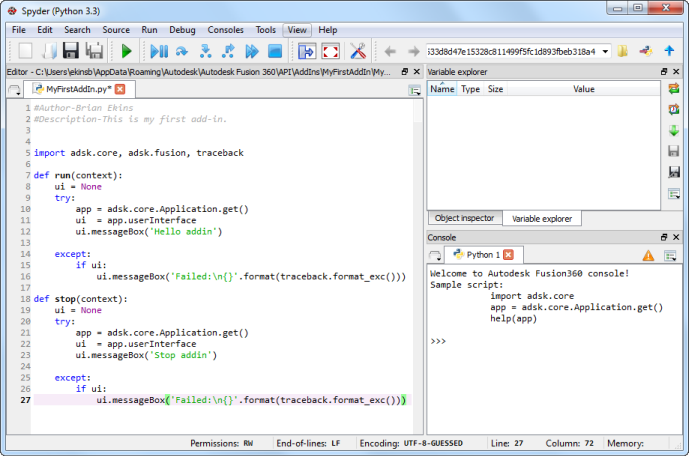 Spyder (Python 3.3)
File Edit Search Source Run Debug Consoles Tools View Help
533d8d47e15328c811499f5fc1d893fbeb318a4
Editor - C:\Users\ekinsb\AppData\Roaming\Autodesk\Autodesk Fusion 360\API\AddIns\MyFirstAddIn\My...
MyFirstAddIn.py*
1 #Author-Brian Ekins
2 #Description-This is my first add-in.
3
4
5 import adsk.core, adsk.fusion, traceback
6
7 def run(context):
8 ui = None
9 try:
10 app = adsk.core.Application.get()
11 ui  = app.userInterface
12 ui.messageBox('Hello addin')
13
14 except:
15 if ui:
16 ui.messageBox('Failed:\n{}'.format(traceback.format_exc()))
17
18 def stop(context):
19 ui = None
20 try:
21 app = adsk.core.Application.get()
22 ui  = app.userInterface
23 ui.messageBox('Stop addin')
24
25 except:
26 if ui:
27 ui.messageBox('Failed:\n{}'.format(traceback.format_exc()))
Variable explorer
Name Type Size Value
Object inspector Variable explorer
Console
Python 1
Welcome to Autodesk Fusion360 console!
Sample script:
import adsk.core
app = adsk.core.Application.get()
help(app)
>>>
Permissions: RW End-of-lines: LF Encoding: UTF-8-GUESSED Line: 27 Column: 72 Memory: